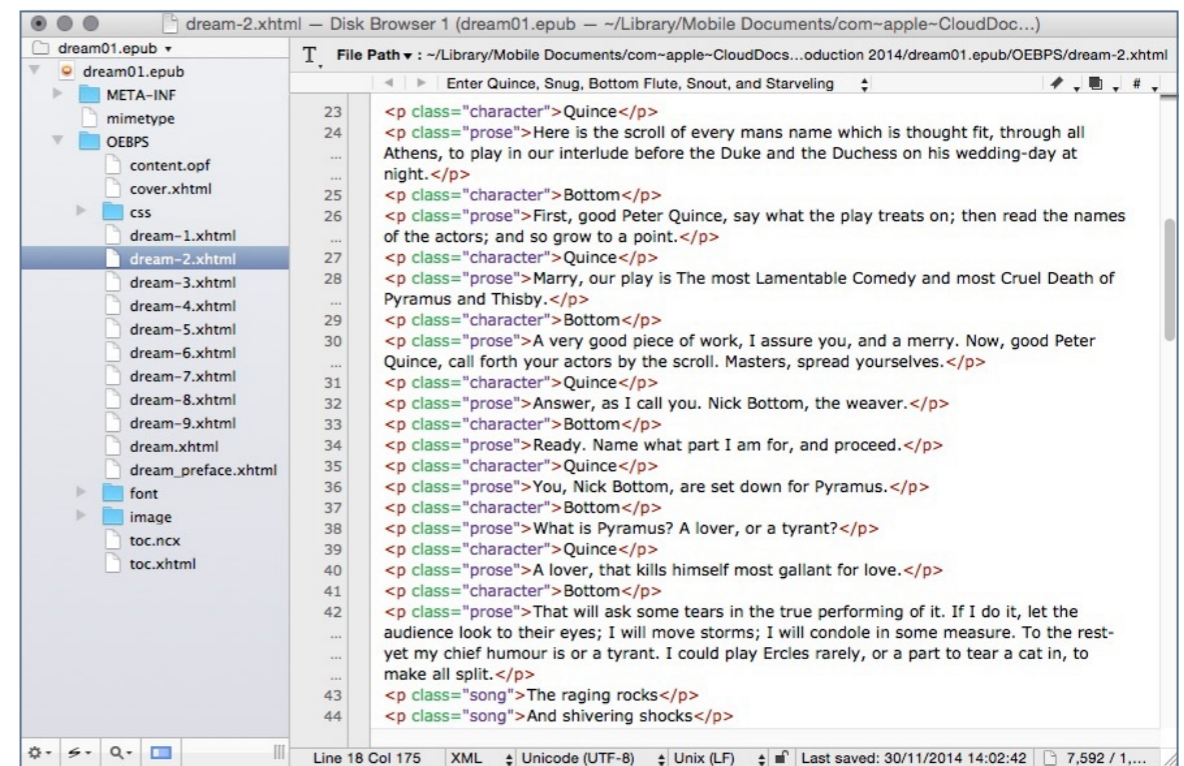 dream-2.xhtml — Disk Browser 1 (dream01.epub — ~/Library/Mobile Documents/com~apple~CloudDoc...)
dream01.epub
File Path : ~/Library/Mobile Documents/com~apple~CloudDocs...oduction 2014/dream01.epub/OEBPS/dream-2.xhtml
Enter Quince, Snug, Bottom Flute, Snout, and Starveling
#
dream01.epub
META-INF
mimetype
OEBPS
content.opf
cover.xhtml
css
dream-1.xhtml
dream-2.xhtml
dream-3.xhtml
dream-4.xhtml
dream-5.xhtml
dream-6.xhtml
dream-7.xhtml
dream-8.xhtml
dream-9.xhtml
dream.xhtml
dream_preface.xhtml
font
image
toc.ncx
toc.xhtml
23 <p class="character">Quince</p>
24 <p class="prose">Here is the scroll of every mans name which is thought fit, through all
... Athens, to play in our interlude before the Duke and the Duchess on his wedding-day at
... night.</p>
25 <p class="character">Bottom</p>
26 <p class="prose">First, good Peter Quince, say what the play treats on; then read the names
... of the actors; and so grow to a point.</p>
27 <p class="character">Quince</p>
28 <p class="prose">Marry, our play is The most Lamentable Comedy and most Cruel Death of
... Pyramus and Thisby.</p>
29 <p class="character">Bottom</p>
30 <p class="prose">A very good piece of work, I assure you, and a merry. Now, good Peter
... Quince, call forth your actors by the scroll. Masters, spread yourselves.</p>
31 <p class="character">Quince</p>
32 <p class="prose">Answer, as I call you. Nick Bottom, the weaver.</p>
33 <p class="character">Bottom</p>
34 <p class="prose">Ready. Name what part I am for, and proceed.</p>
35 <p class="character">Quince</p>
36 <p class="prose">You, Nick Bottom, are set down for Pyramus.</p>
37 <p class="character">Bottom</p>
38 <p class="prose">What is Pyramus? A lover, or a tyrant?</p>
39 <p class="character">Quince</p>
40 <p class="prose">A lover, that kills himself most gallant for love.</p>
41 <p class="character">Bottom</p>
42 <p class="prose">That will ask some tears in the true performing of it. If I do it, let the
... audience look to their eyes; I will move storms; I will condole in some measure. To the rest-
... yet my chief humour is or a tyrant. I could play Ercles rarely, or a part to tear a cat in, to
... make all split.</p>
43 <p class="song">The raging rocks</p>
44 <p class="song">And shivering shocks</p>
Line 18 Col 175 XML Unicode (UTF-8) Unix (LF) Last saved: 30/11/2014 14:02:42 7,592 / 1,...